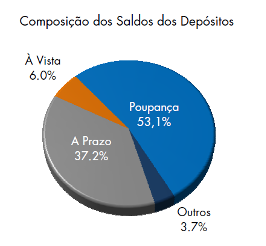 Composição dos Saldos dos Depósitos
À Vista
6.0%
Poupança
53,1%
A Prazo
37.2%
Outros
3.7%